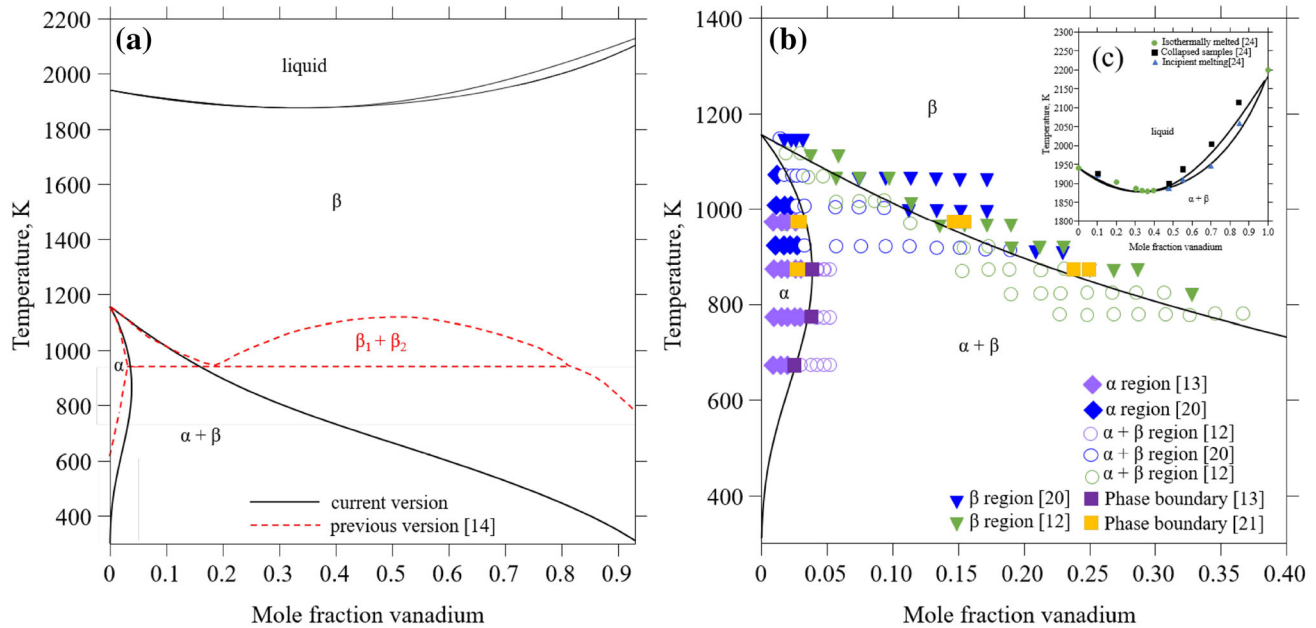 (a)
2200
2000
1800
1600
1400
1200
1000
800
600
400
Temperature, K
liquid
β
β1 + β2
α
α + β
current version
previous version [14]
0
0.1
0.2
0.3
0.4
0.5
0.6
0.7
0.8
0.9
Mole fraction vanadium
(b)
1400
1200
1000
800
600
400
Temperature, K
β
α
α + β
α region [13]
α region [20]
α + β region [12]
α + β region [20]
α + β region [12]
β region [20]
Phase boundary [13]
β region [12]
Phase boundary [21]
0
0.05
0.10
0.15
0.20
0.25
0.30
0.35
0.40
Mole fraction vanadium
(c)
Isothermally melted [24]
Collapsed samples [24]
Incipient melting[24]
2300
2250
2200
2150
2100
2050
2000
1950
1900
1850
1800
Temperature, K
liquid
α + β
0
0.1
0.2
0.3
0.4
0.5
0.6
0.7
0.8
0.9
1.0
Mole fraction vanadium